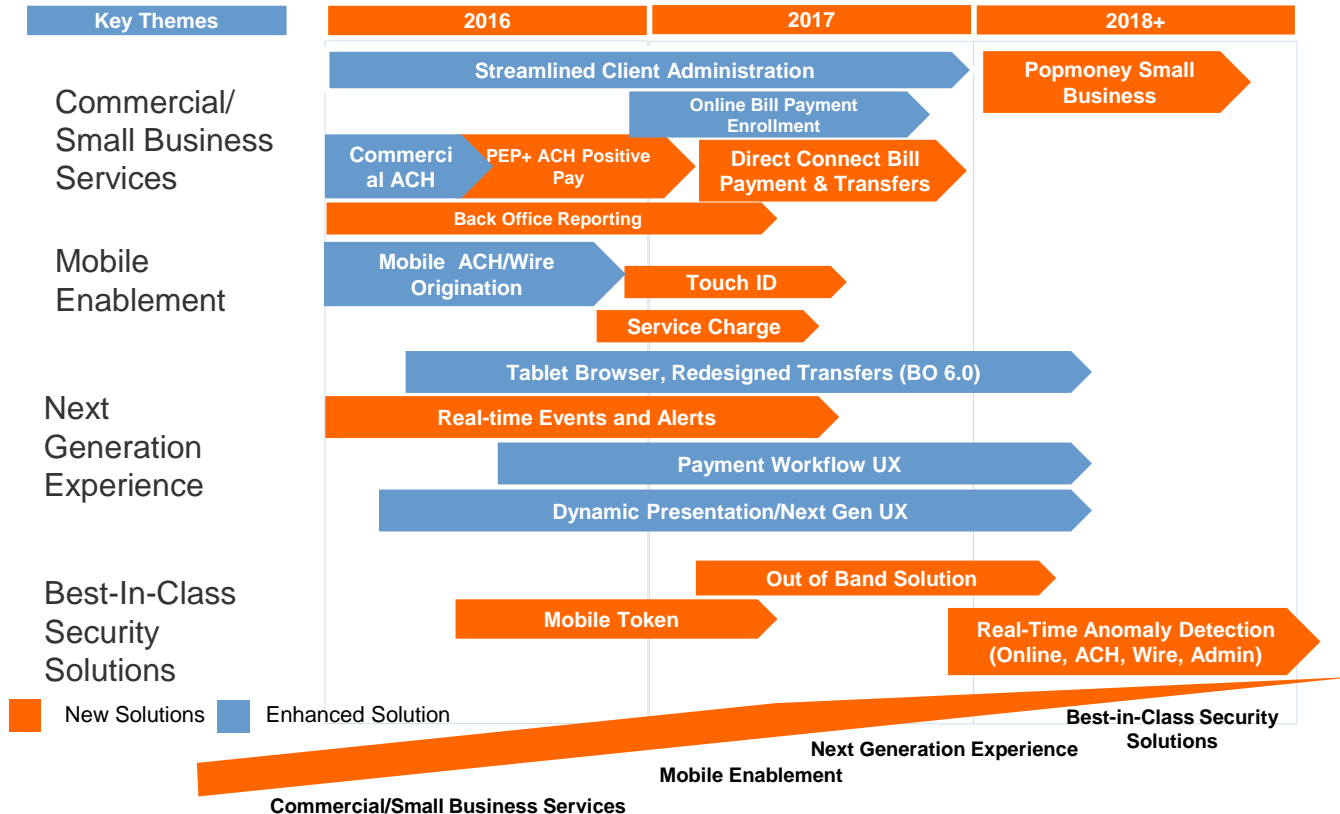 Key Themes
2016
2017
2018+
Commercial/
Small Business
Services
Streamlined Client Administration
Popmoney Small
Business
Online Bill Payment
Enrollment
Commerci
al ACH
PEP+ ACH Positive
Pay
Direct Connect Bill
Payment & Transfers
Back Office Reporting
Mobile
Enablement
Mobile ACH/Wire
Origination
Touch ID
Service Charge
Next
Generation
Experience
Tablet Browser, Redesigned Transfers (BO 6.0)
Real-time Events and Alerts
Payment Workflow UX
Dynamic Presentation/Next Gen UX
Best-In-Class
Security
Solutions
Out of Band Solution
Mobile Token
Real-Time Anomaly Detection
(Online, ACH, Wire, Admin)
New Solutions
Enhanced Solution
Best-in-Class Security
Solutions
Next Generation Experience
Mobile Enablement
Commercial/Small Business Services